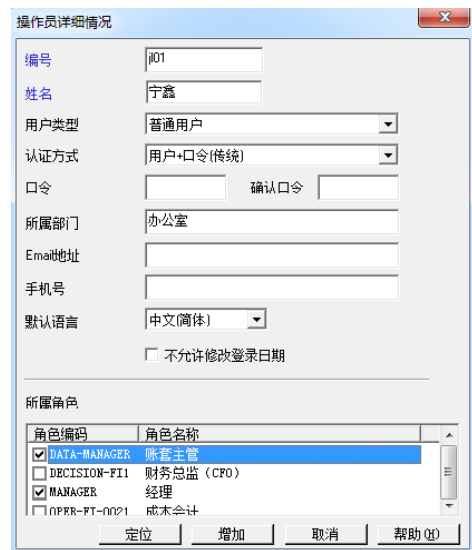 操作员详细情况
编号 jl01
姓名 宁鑫
用户类型 普通用户
认证方式 用户+口令(传统)
口令 确认口令
所属部门 办公室
Email地址
手机号
默认语言 中文(简体)
不允许修改登录日期
所属角色
角色编码 角色名称
DATA-MANAGER 账套主管
DECISION-FI1 财务总监(CFO)
MANAGER 经理
OPER-FI-0021 成本会计
定位 增加 取消 帮助(H)